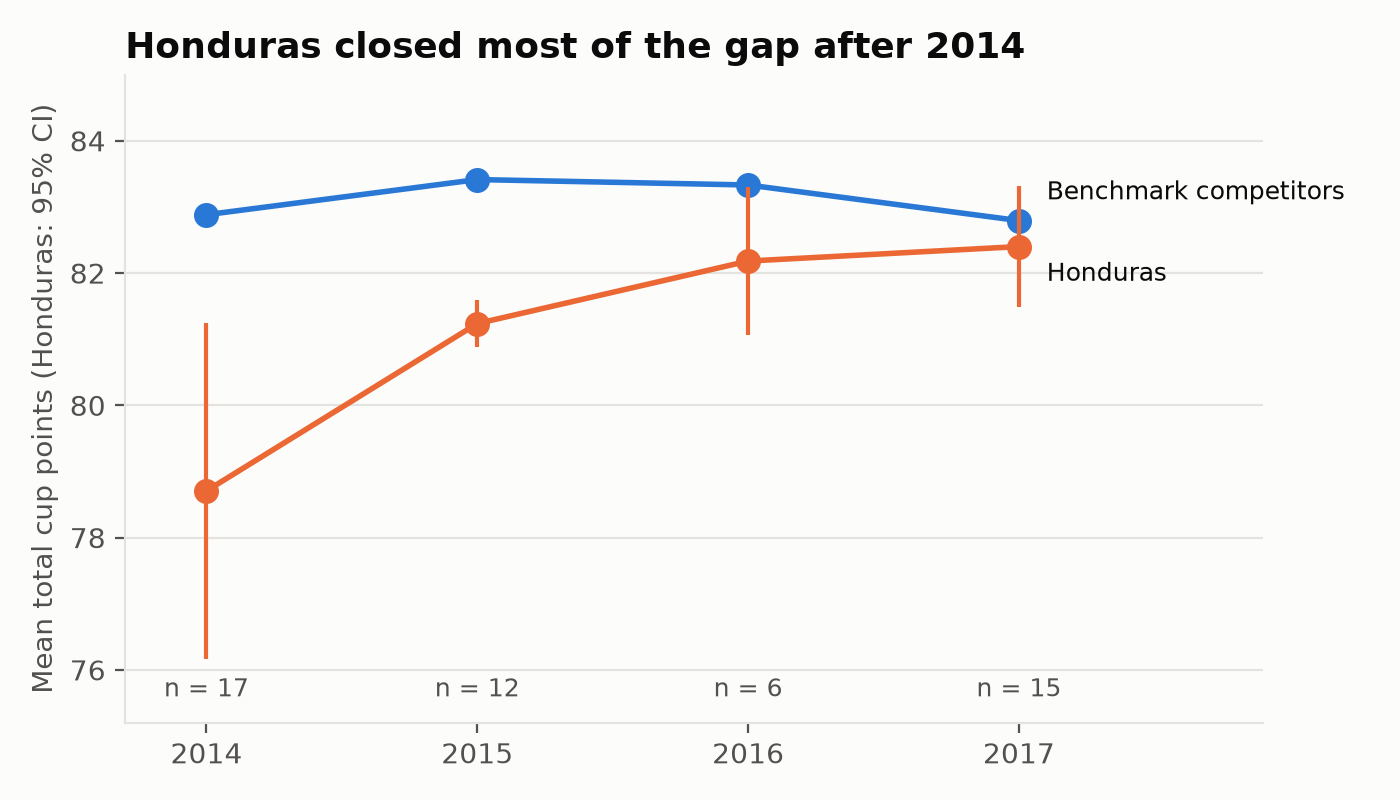 Honduras closed most of the gap after 2014
Mean total cup points (Honduras: 95% CI)
84
82
80
78
76
Benchmark competitors
Honduras
n = 17
n = 12
n = 6
n = 15
2014
2015
2016
2017